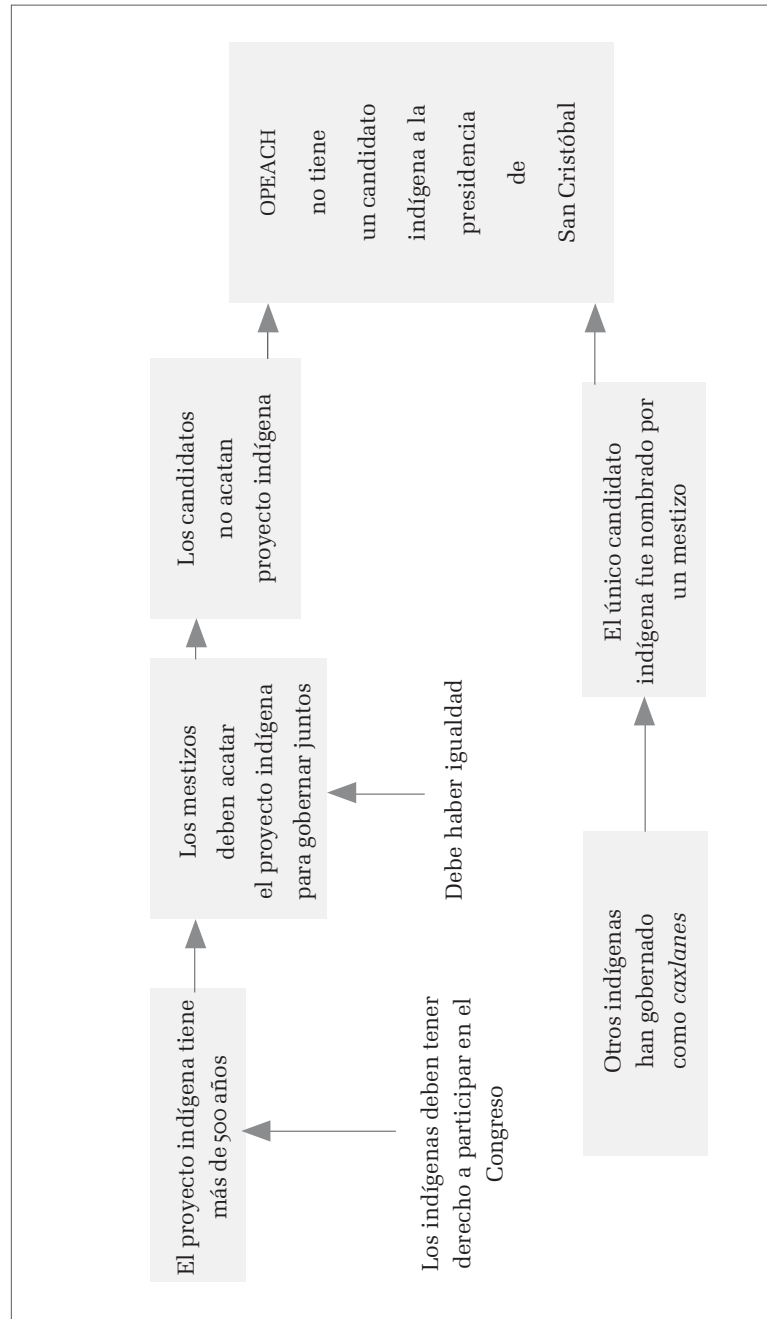 El proyecto indígena tiene
más de 500 años
Los mestizos
deben acatar
el proyecto indígena
para gobernar juntos
Los candidatos
no acatan
proyecto indígena
OPEACH
no tiene
un candidato
indígena a la
presidencia
de
San Cristóbal
Los indígenas deben tener
derecho a participar en el
Congreso
Debe haber igualdad
Otros indígenas
han gobernado
como caxlanes
El único candidato
indígena fue nombrado por
un mestizo